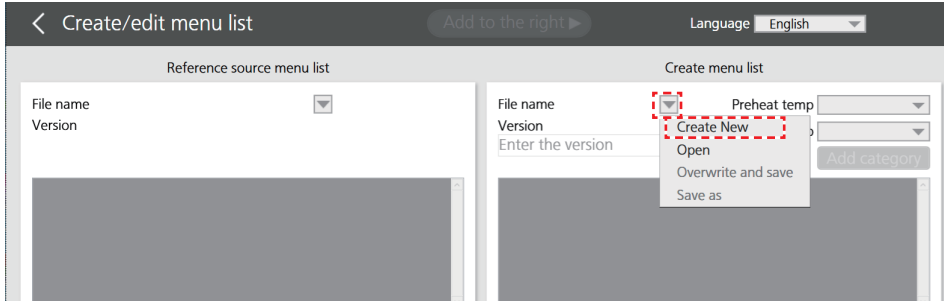 Create/edit menu list
Add to the right ▶
Language English
Reference source menu list
File name
Version
Create menu list
File name
Preheat temp
Version
Enter the version
Create New
Open
Overwrite and save
Save as
Add category